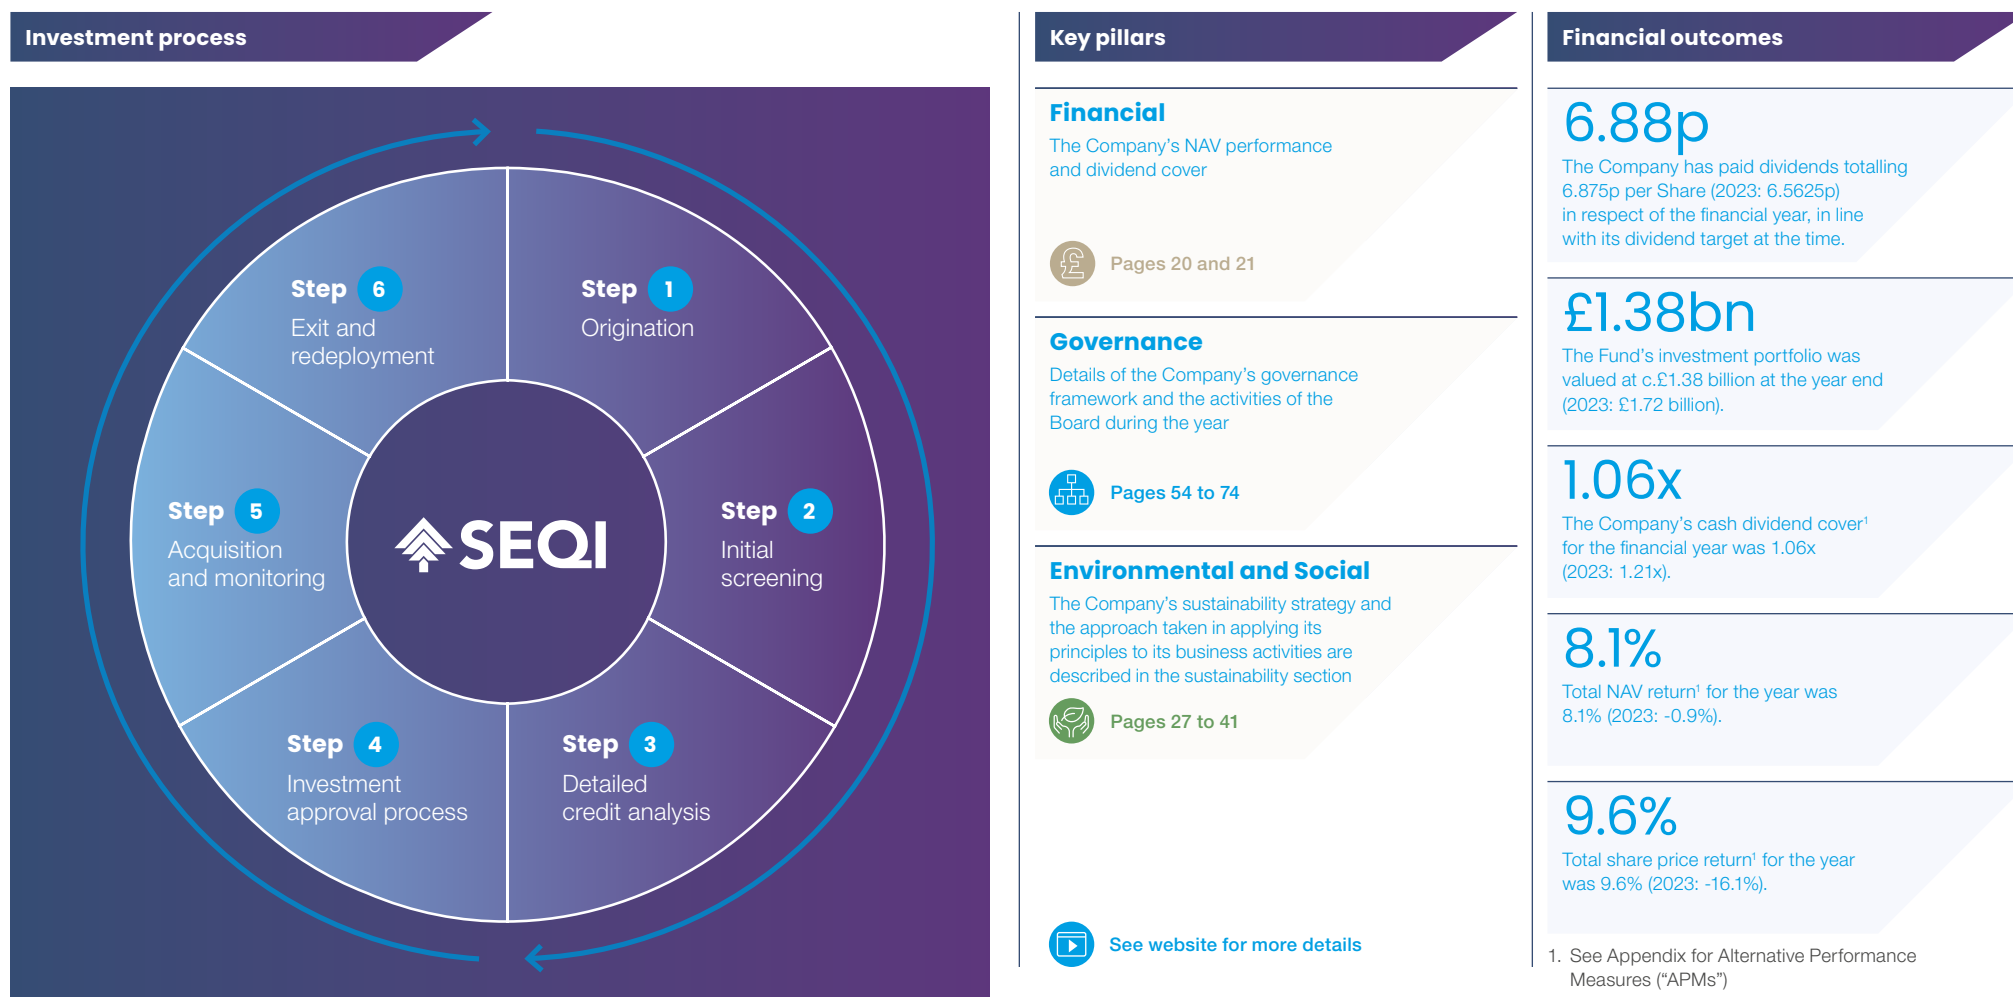 Investment process
Step 1
Origination
Step 2
Initial
screening
Step 3
Detailed
credit analysis
Step 4
Investment
approval process
Step 5
Acquisition
and monitoring
Step 6
Exit and
redeployment
SEQI
Key pillars
Financial
The Company's NAV performance
and dividend cover
Pages 20 and 21
Governance
Details of the Company's governance
framework and the activities of the
Board during the year
Pages 54 to 74
Environmental and Social
The Company's sustainability strategy and
the approach taken in applying its
principles to its business activities are
described in the sustainability section
Pages 27 to 41
See website for more details
Financial outcomes
6.88p
The Company has paid dividends totalling
6.875p per Share (2023: 6.5625p)
in respect of the financial year, in line
with its dividend target at the time.
£1.38bn
The Fund's investment portfolio was
valued at c.£1.38 billion at the year end
(2023: £1.72 billion).
1.06x
The Company's cash dividend cover¹
for the financial year was 1.06x
(2023: 1.21x).
8.1%
Total NAV return¹ for the year was
8.1% (2023: -0.9%).
9.6%
Total share price return¹ for the year
was 9.6% (2023: -16.1%).
1. See Appendix for Alternative Performance
Measures (“APMs”)